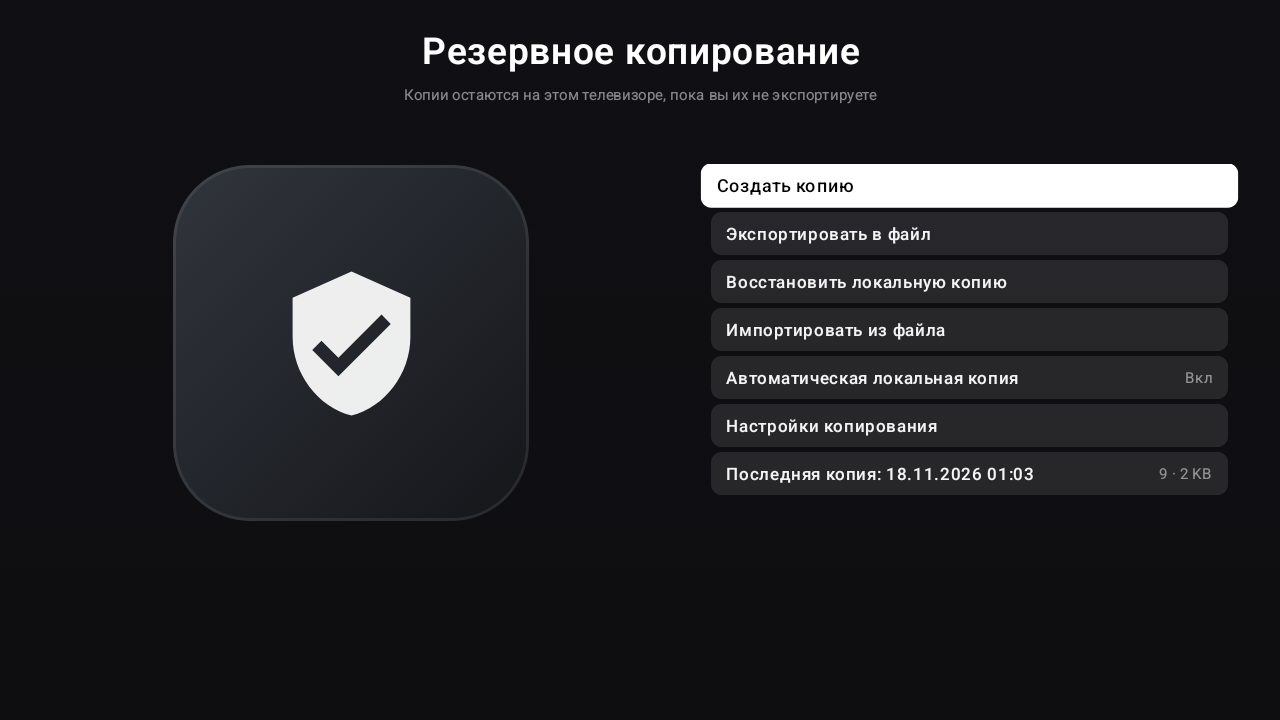 Резервное копирование
Копии остаются на этом телевизоре, пока вы их не экспортируете
Создать копию
Экспортировать в файл
Восстановить локальную копию
Импортировать из файла
Автоматическая локальная копия Вкл
Настройки копирования
Последняя копия: 18.11.2026 01:03 9 · 2 KB